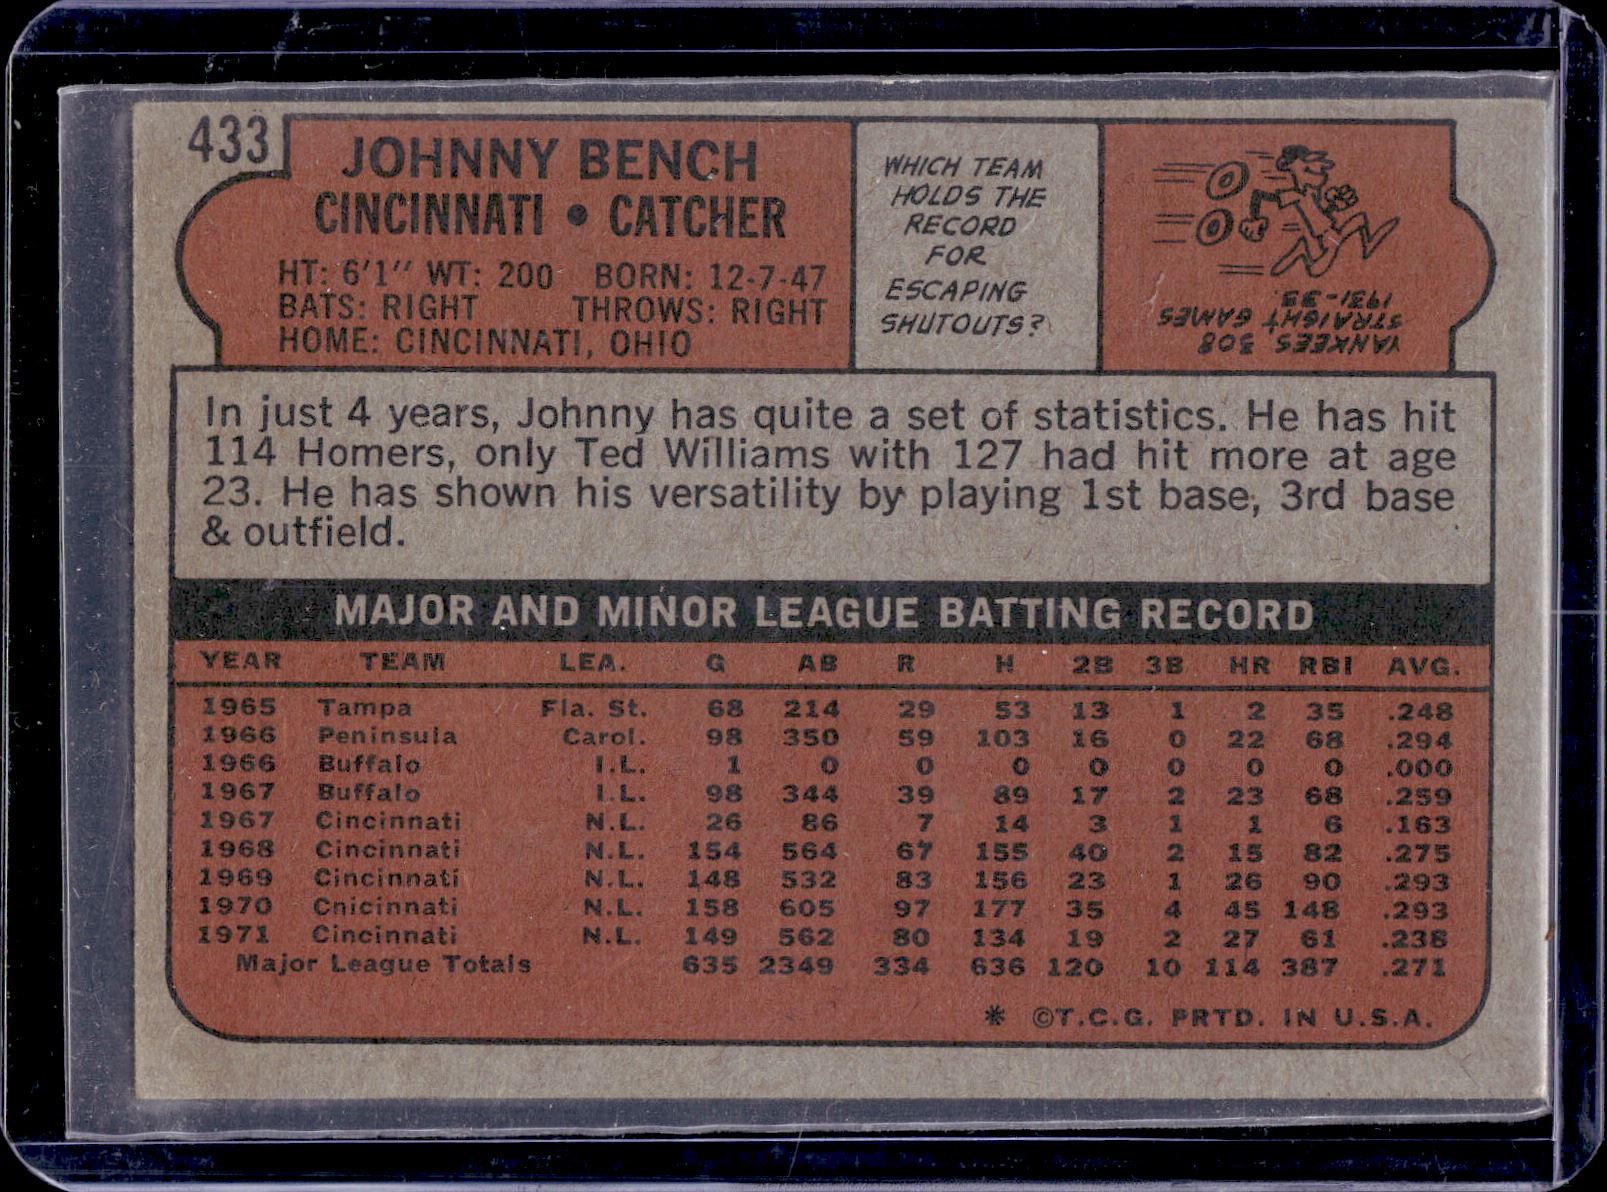 433
JOHNNY BENCH
CINCINNATI • CATCHER
HT: 6'1" WT: 200 BORN: 12-7-47
BATS: RIGHT THROWS: RIGHT
HOME: CINCINNATI, OHIO
WHICH TEAM
HOLDS THE
RECORD
FOR
ESCAPING
SHUTOUTS?
YANKEES 308
STRAIGHT GAMES
1931-33.
In just 4 years, Johnny has quite a set of statistics. He has hit
114 Homers, only Ted Williams with 127 had hit more at age
23. He has shown his versatility by playing 1st base, 3rd base
& outfield.
MAJOR AND MINOR LEAGUE BATTING RECORD
YEAR TEAM LEA. G AB R H 2B 3B HR RBI AVG.
1965 Tampa Fla. St. 68 214 29 53 13 1 2 35 .248
1966 Peninsula Carol. 98 350 59 103 16 0 22 68 .294
1966 Buffalo I.L. 1 0 0 0 0 0 0 0 .000
1967 Buffalo I.L. 98 344 39 89 17 2 23 68 .259
1967 Cincinnati N.L. 26 86 7 14 3 1 1 6 .163
1968 Cincinnati N.L. 154 564 67 155 40 2 15 82 .275
1969 Cincinnati N.L. 148 532 83 156 23 1 26 90 .293
1970 Cnicinnati N.L. 158 605 97 177 35 4 45 148 .293
1971 Cincinnati N.L. 149 562 80 134 19 2 27 61 .238
Major League Totals 635 2349 334 636 120 10 114 387 .271
* ©T.C.G. PRTD. IN U.S.A.